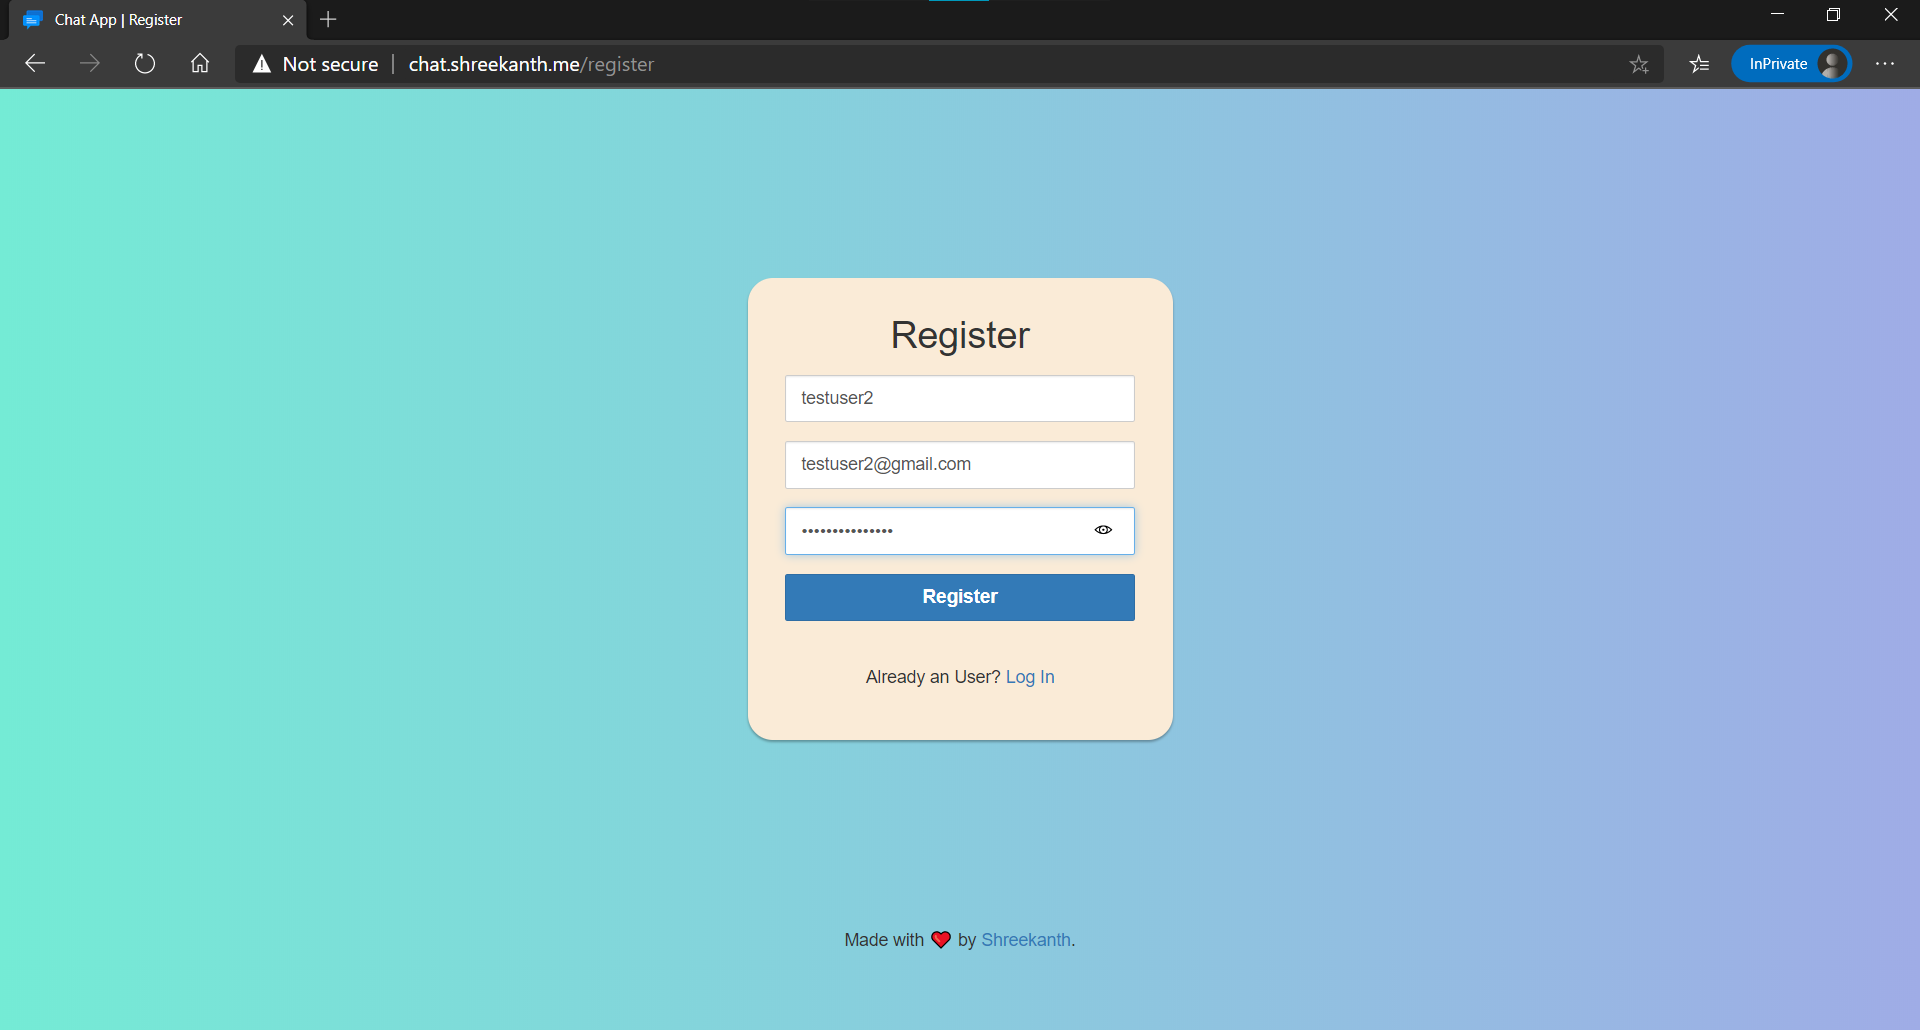 Chat App | Register
Not secure | chat.shreekanth.me/register
InPrivate
Register
testuser2
testuser2@gmail.com
•••••••••••••••
Register
Already an User? Log In
Made with ❤ by Shreekanth.